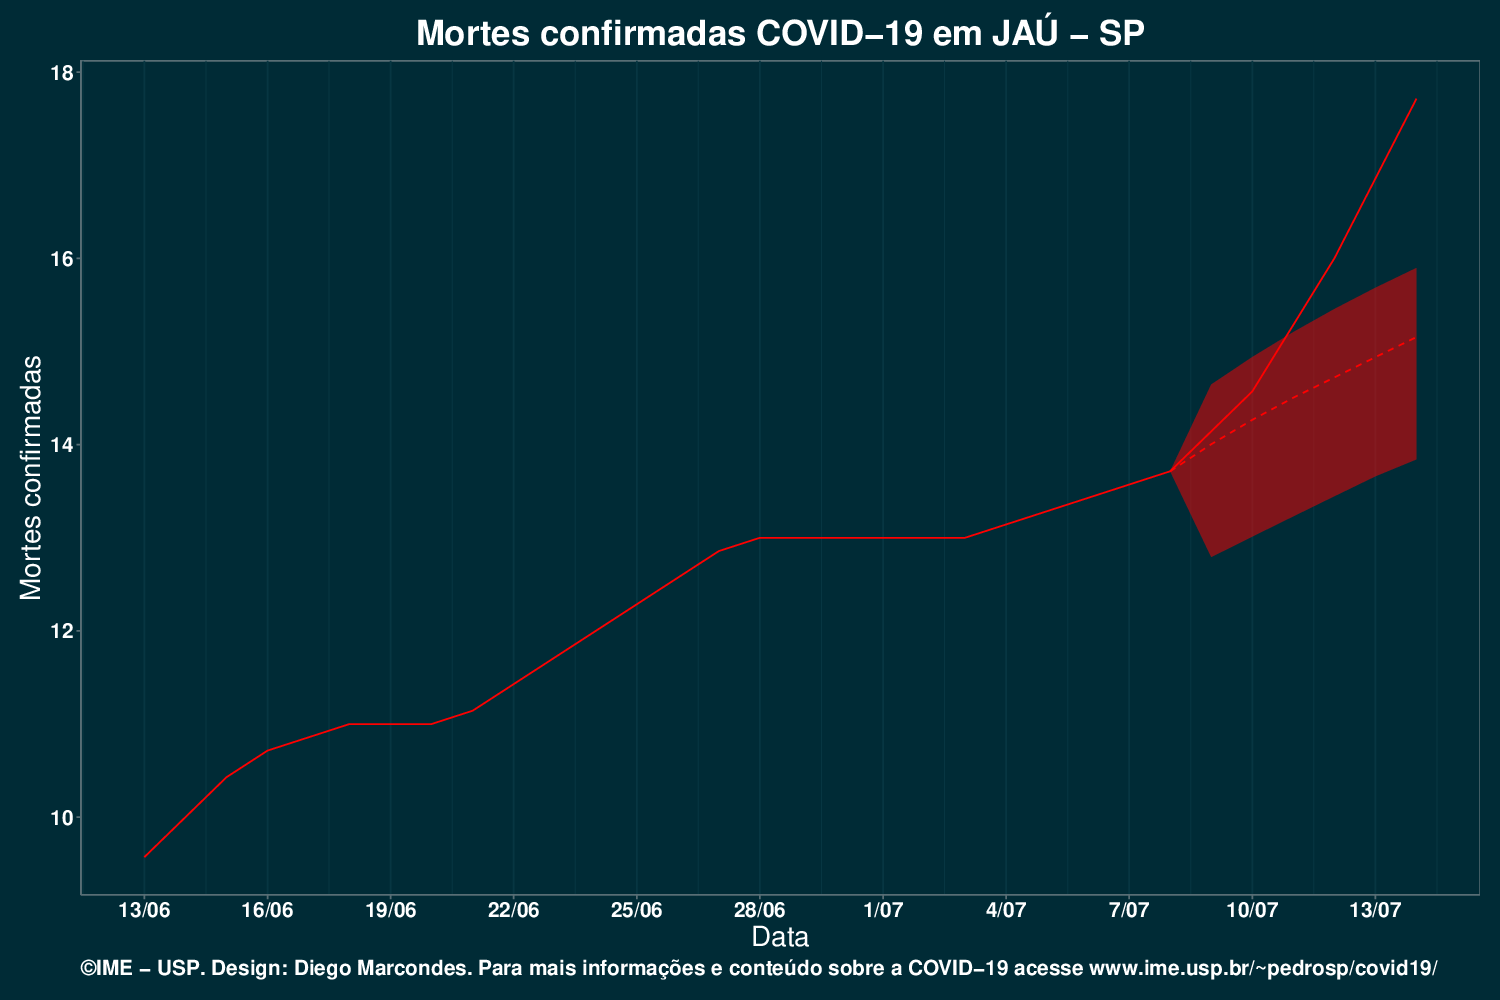 Mortes confirmadas COVID−19 em JAÚ − SP
Mortes confirmadas
18
16
14
12
10
13/06 16/06 19/06 22/06 25/06 28/06 1/07 4/07 7/07 10/07 13/07
Data
©IME − USP. Design: Diego Marcondes. Para mais informações e conteúdo sobre a COVID−19 acesse www.ime.usp.br/~pedrosp/covid19/